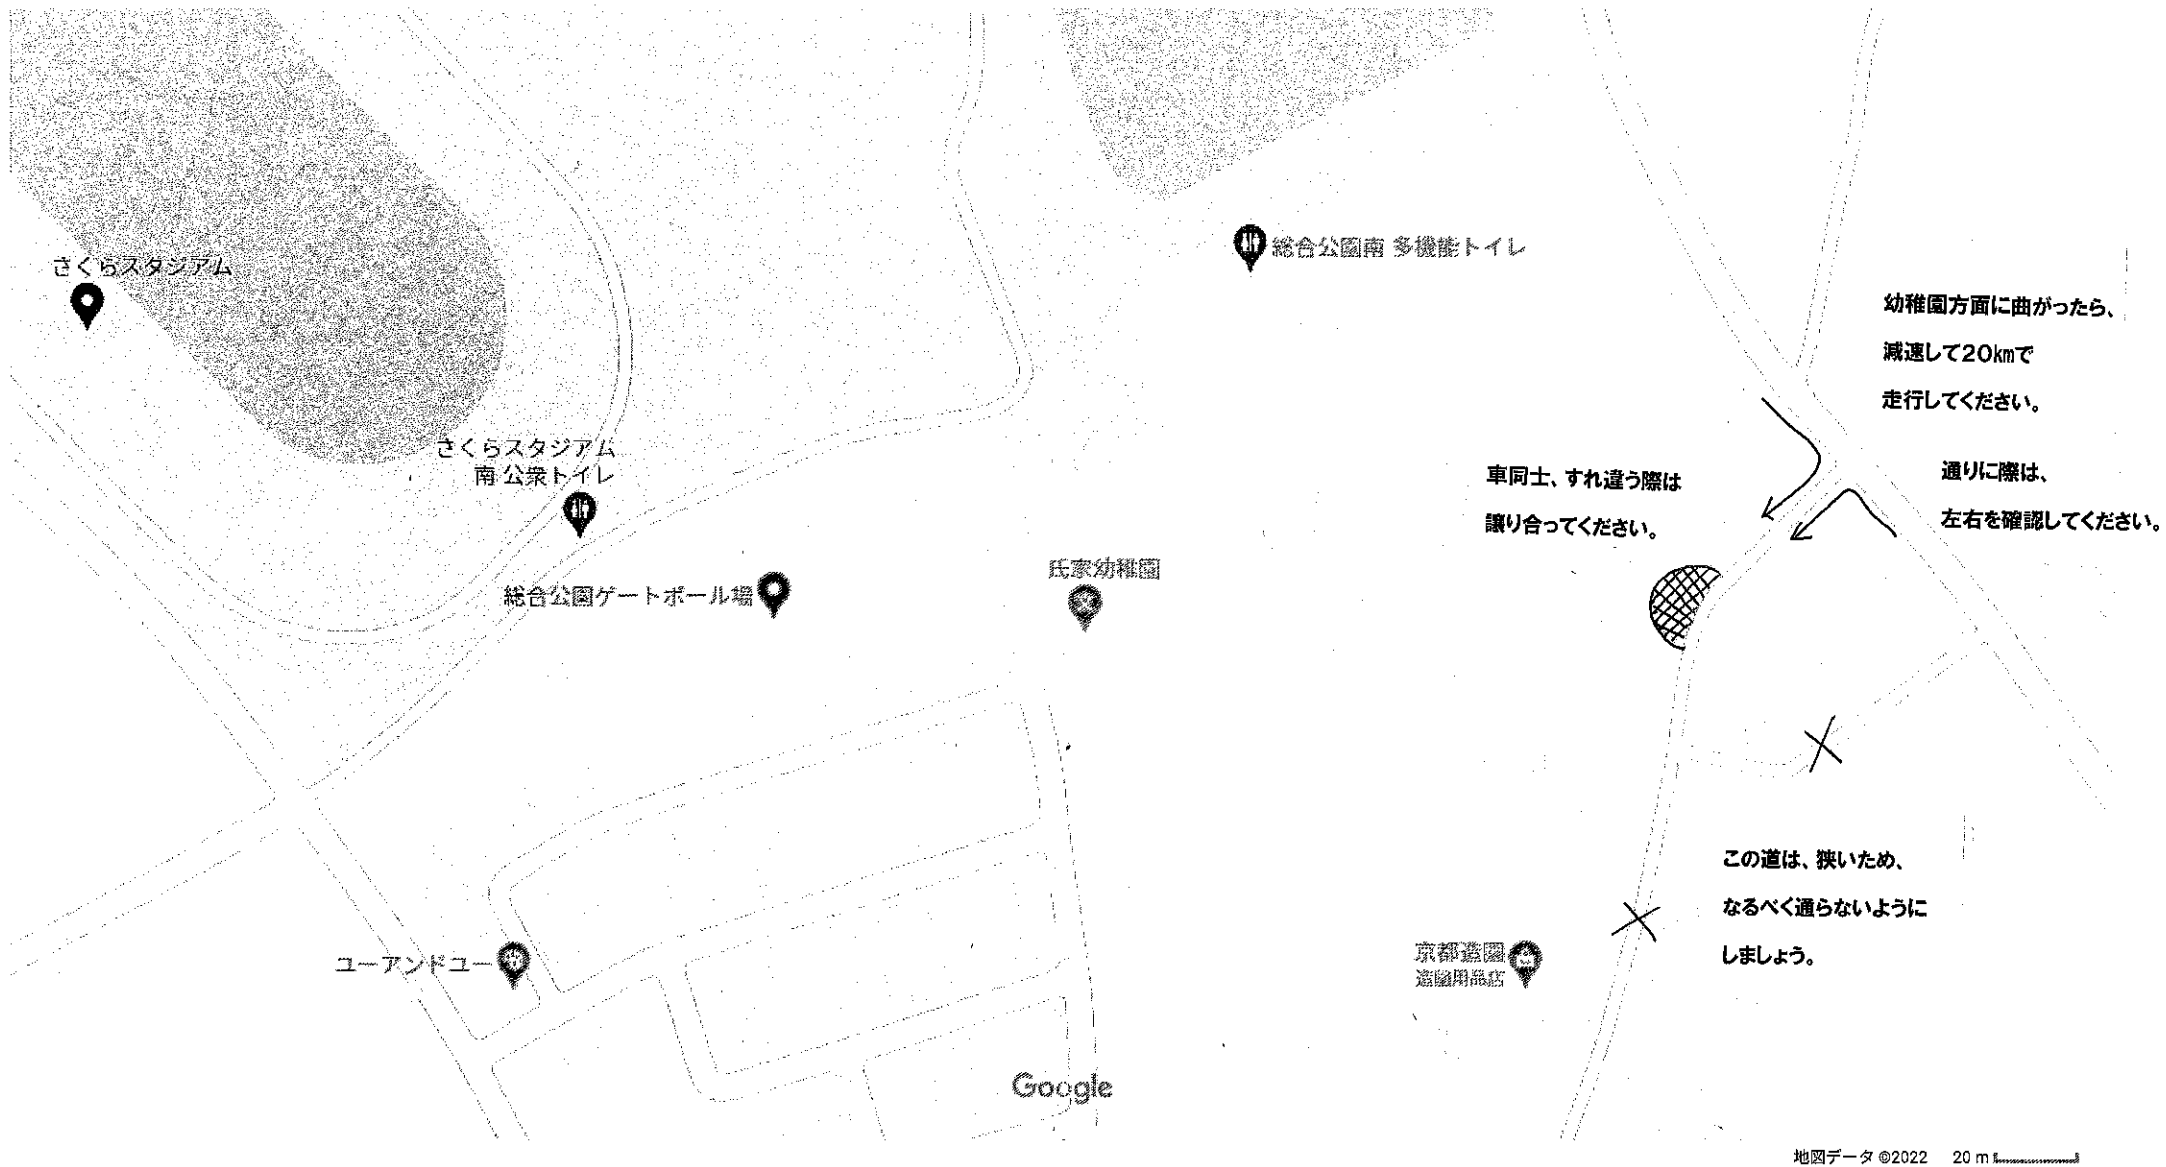 さくらスタジアム
さくらスタジアム
南 公衆トイレ
総合公園ゲートボール場
総合公園南 多機能トイレ
氏家幼稚園
幼稚園方面に曲がったら、
減速して20kmで
走行してください。
車同士、すれ違う際は
譲り合ってください。
通りに際は、
左右を確認してください。
この道は、狭いため、
なるべく通らないように
しましょう。
ユーアンドユー
京都造園
造園用品店
Google
地図データ ©2022 20 m